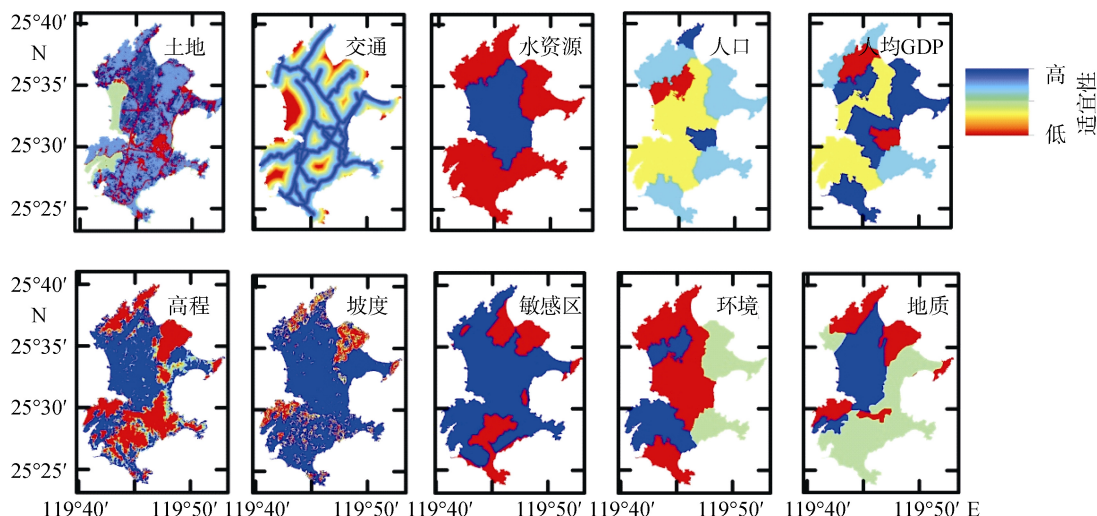 25°40′
N
25°35′
25°30′
25°25′
土地
交通
水资源
人口
人均GDP
高
低
适宜性
25°40′
N
25°35′
25°30′
25°25′
高程
坡度
敏感区
环境
地质
119°40′ 119°50′ 119°40′ 119°50′ 119°40′ 119°50′ 119°40′ 119°50′ 119°40′ 119°50′ E